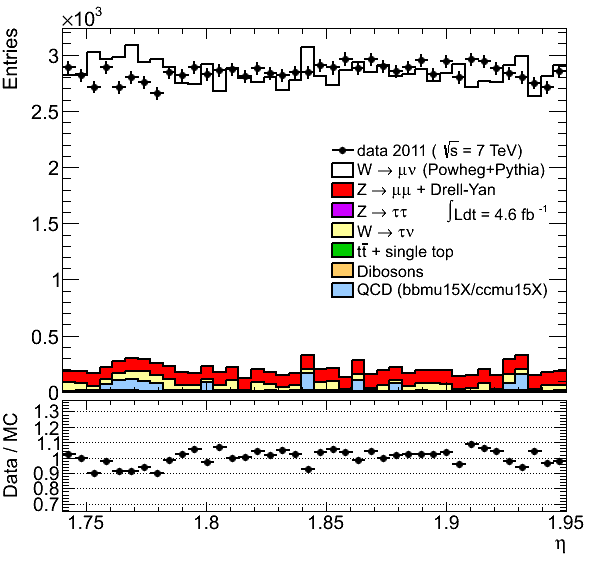 ×10³
Entries
3
2.5
2
1.5
1
0.5
0
data 2011 ( √s = 7 TeV)
W → μν (Powheg+Pythia)
Z → μμ + Drell-Yan
Z → ττ
∫Ldt = 4.6 fb⁻¹
W → τν
tt̅ + single top
Dibosons
QCD (bbmu15X/ccmu15X)
Data / MC
1.3
1.2
1.1
1
0.9
0.8
0.7
1.75 1.8 1.85 1.9 1.95
η